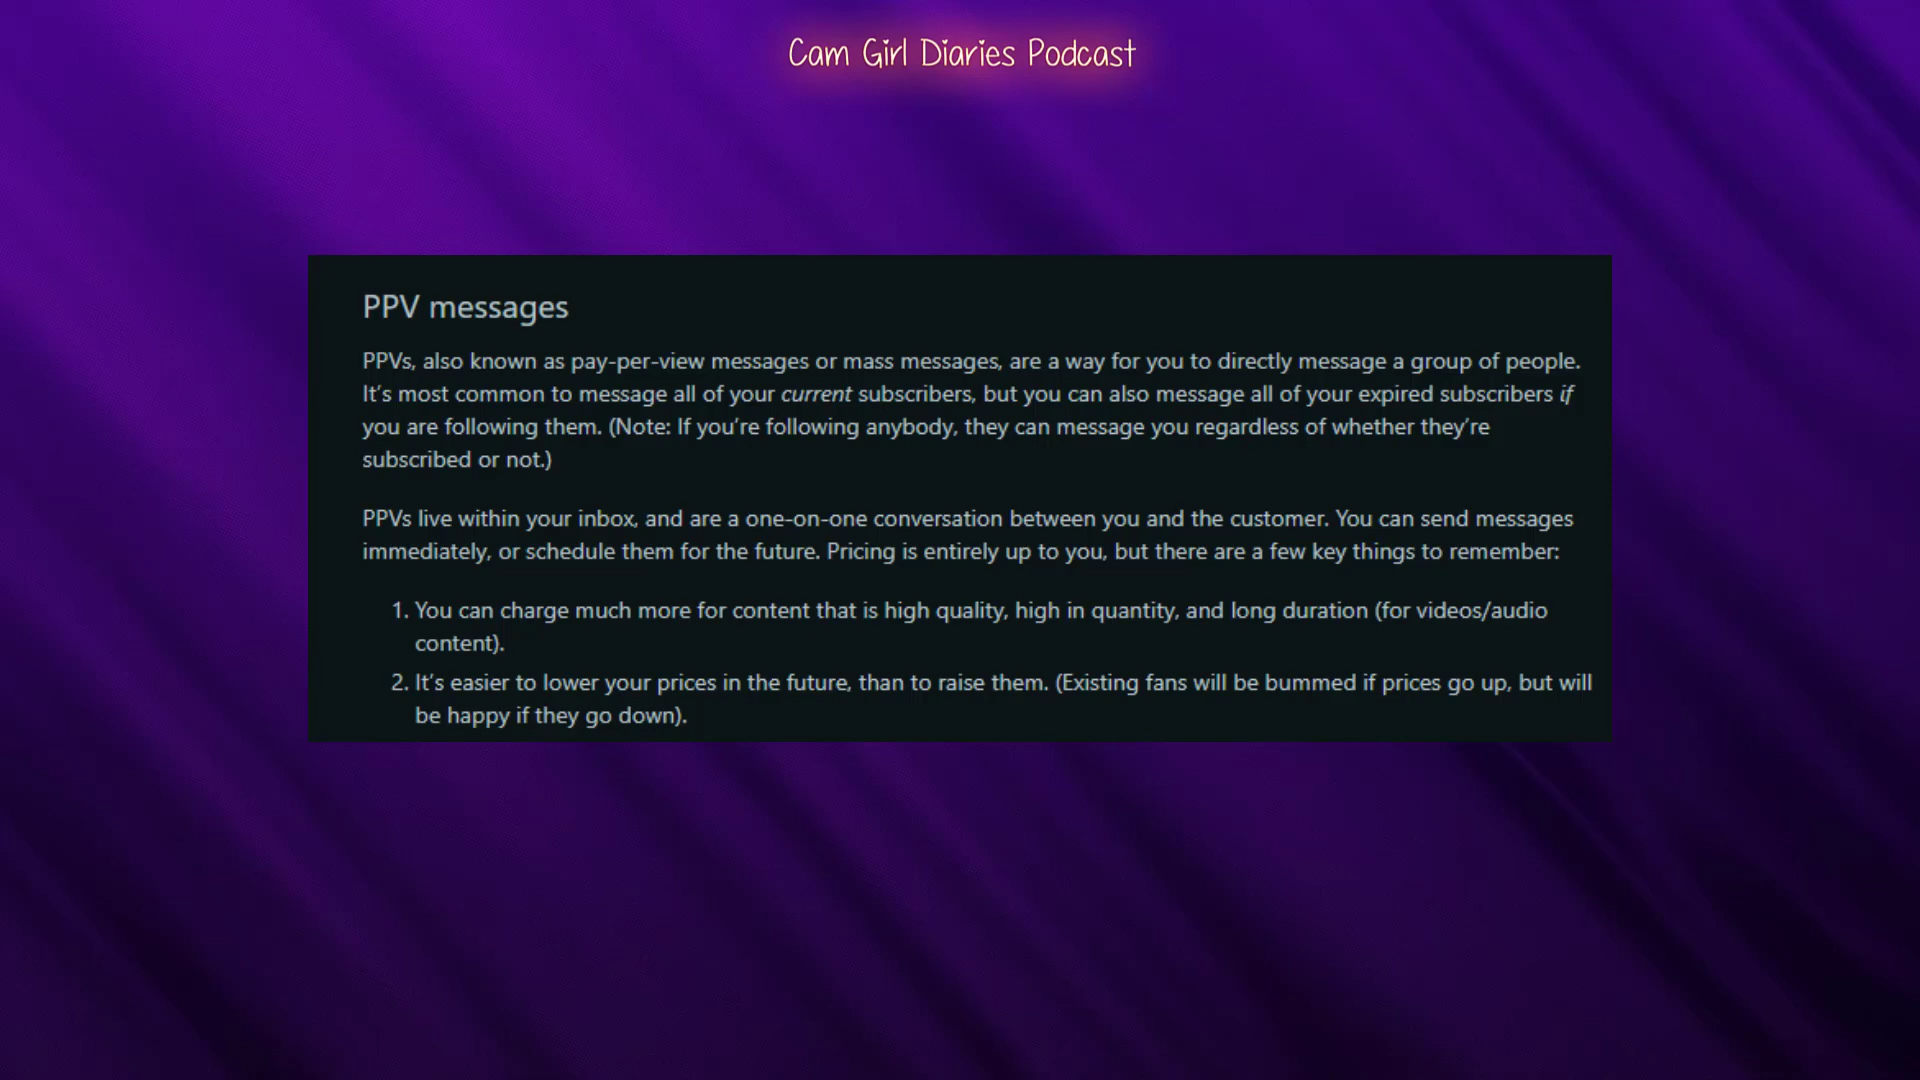 Cam Girl Diaries Podcast
PPV messages
PPVs, also known as pay-per-view messages or mass messages, are a way for you to directly message a group of people.
It’s most common to message all of your current subscribers, but you can also message all of your expired subscribers if
you are following them. (Note: If you’re following anybody, they can message you regardless of whether they’re
subscribed or not.)
PPVs live within your inbox, and are a one-on-one conversation between you and the customer. You can send messages
immediately, or schedule them for the future. Pricing is entirely up to you, but there are a few key things to remember:
1. You can charge much more for content that is high quality, high in quantity, and long duration (for videos/audio
content).
2. It’s easier to lower your prices in the future, than to raise them. (Existing fans will be bummed if prices go up, but will
be happy if they go down).